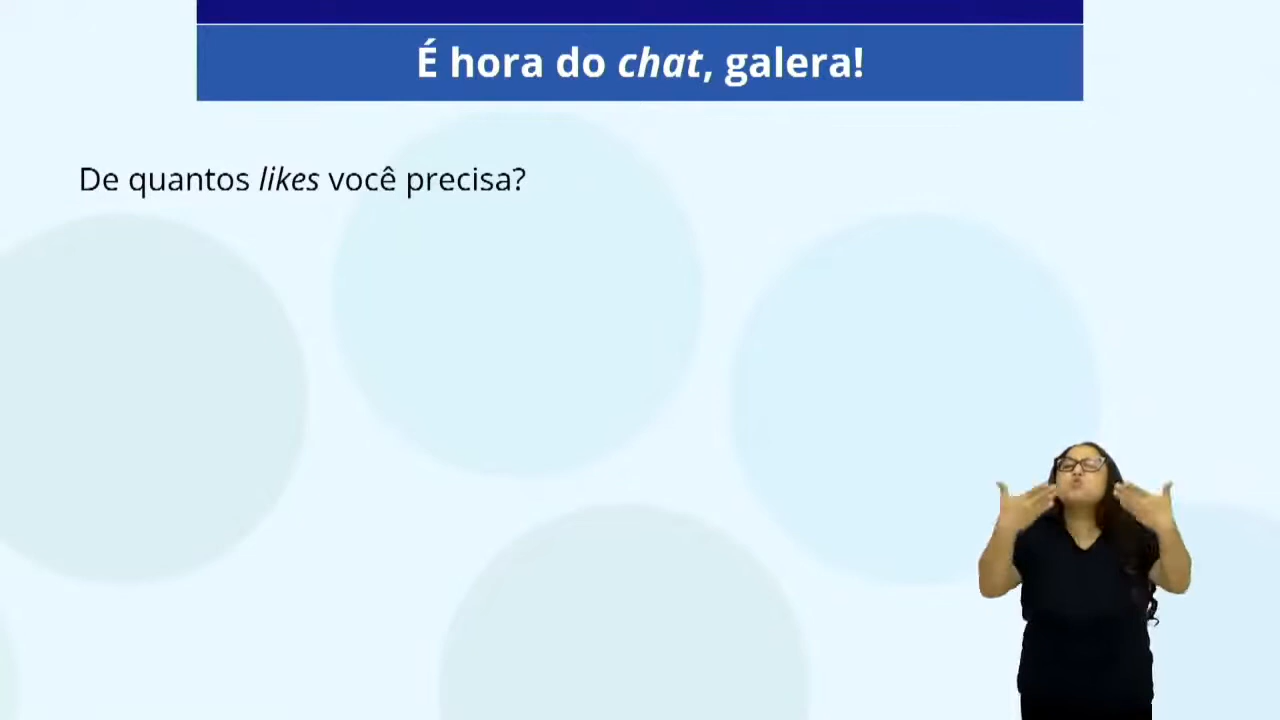 É hora do chat, galera!
De quantos likes você precisa?